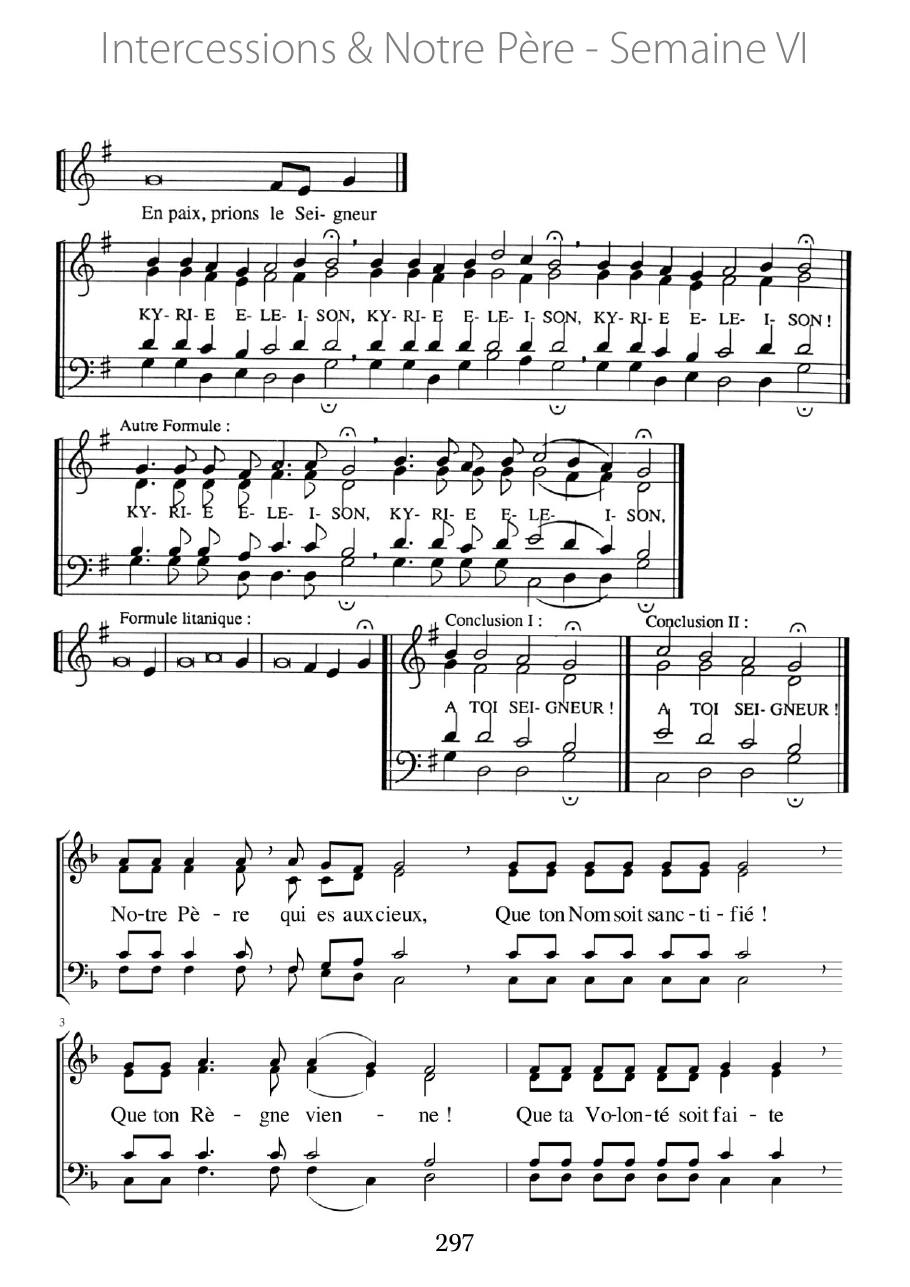 Intercessions & Notre Père - Semaine VI
En paix, prions le Sei- gneur
KY- RI- E E- LE- I- SON, KY- RI- E E- LE- I- SON, KY- RI- E E- LE- I- SON !
Autre Formule :
KY- RI- E E- LE- I- SON, KY- RI- E E- LE- I- SON,
Formule litanique :
Conclusion I :
Conclusion II :
A TOI SEI- GNEUR !
A TOI SEI- GNEUR !
No-tre Pè - re qui es aux cieux, Que ton Nom soit sanc - ti - fié !
3
Que ton Rè - gne vien - ne ! Que ta Vo-lon-té soit fai - te
297